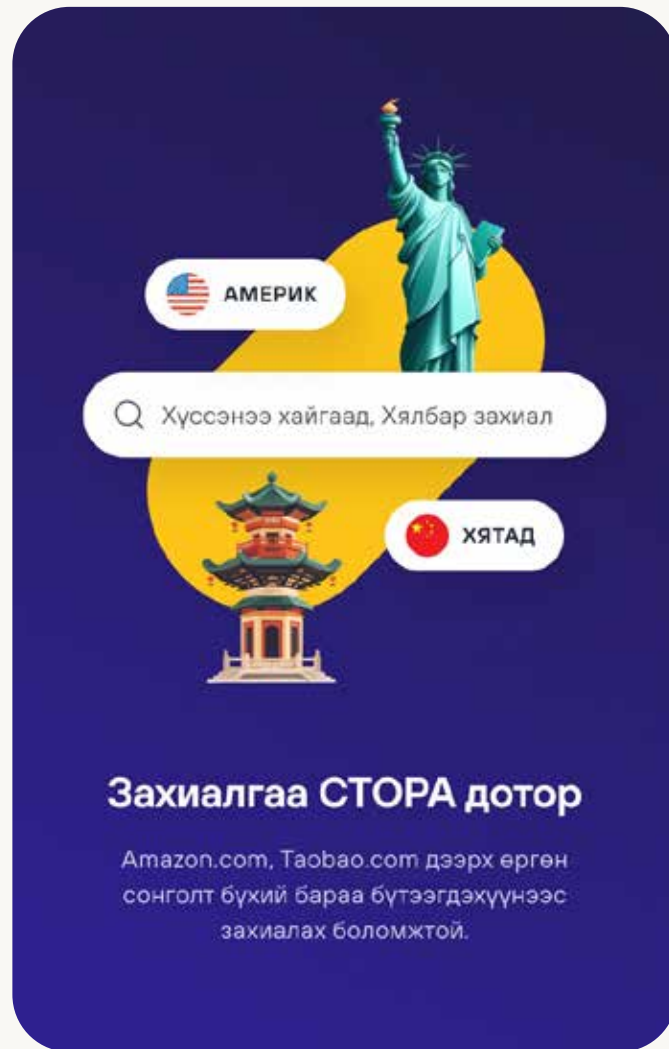 АМЕРИК
Хүссэнээ хайгаад, Хялбар захиал
ХЯТАД
Захиалгаа СТОРА дотор
Amazon.com, Taobao.com дээрх өргөн
сонголт бүхий бараа бүтээгдэхүүнээс
захиалах боломжтой.